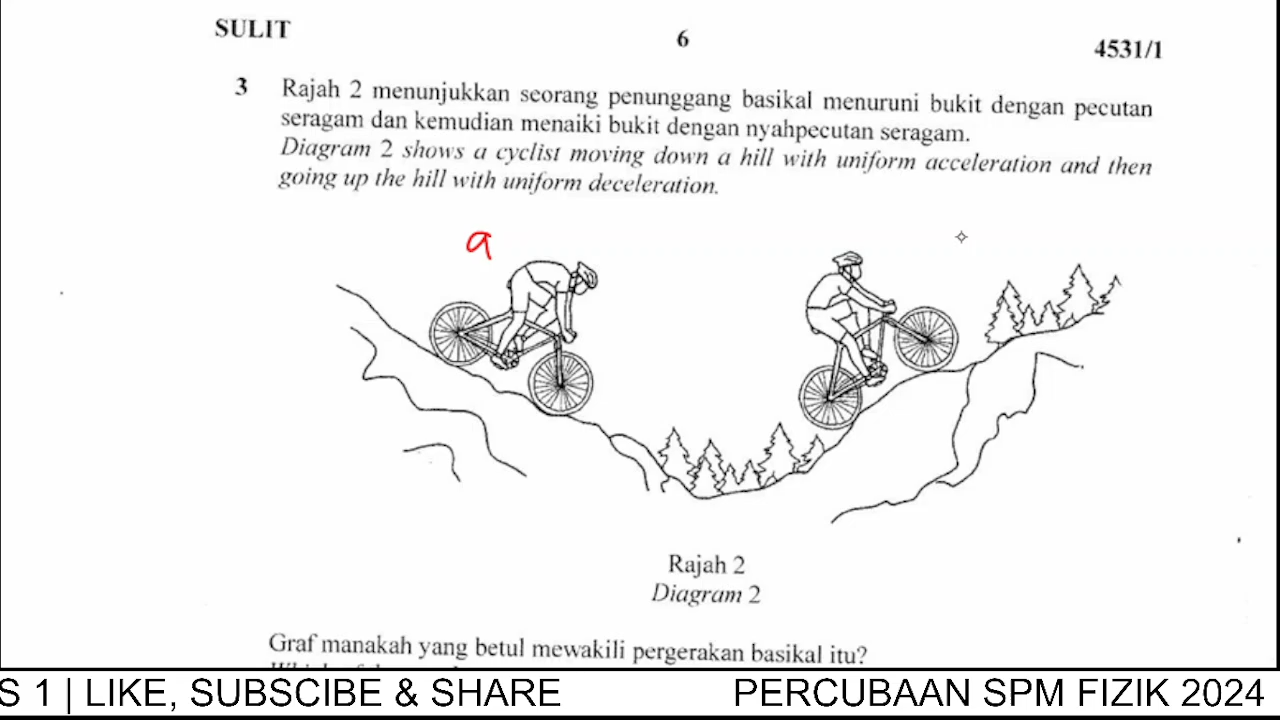 SULIT
6
4531/1
3 Rajah 2 menunjukkan seorang penunggang basikal menuruni bukit dengan pecutan
seragam dan kemudian menaiki bukit dengan nyahpecutan seragam.
Diagram 2 shows a cyclist moving down a hill with uniform acceleration and then
going up the hill with uniform deceleration.
a
Rajah 2
Diagram 2
Graf manakah yang betul mewakili pergerakan basikal itu?
S 1 | LIKE, SUBSCIBE & SHARE
PERCUBAAN SPM FIZIK 2024